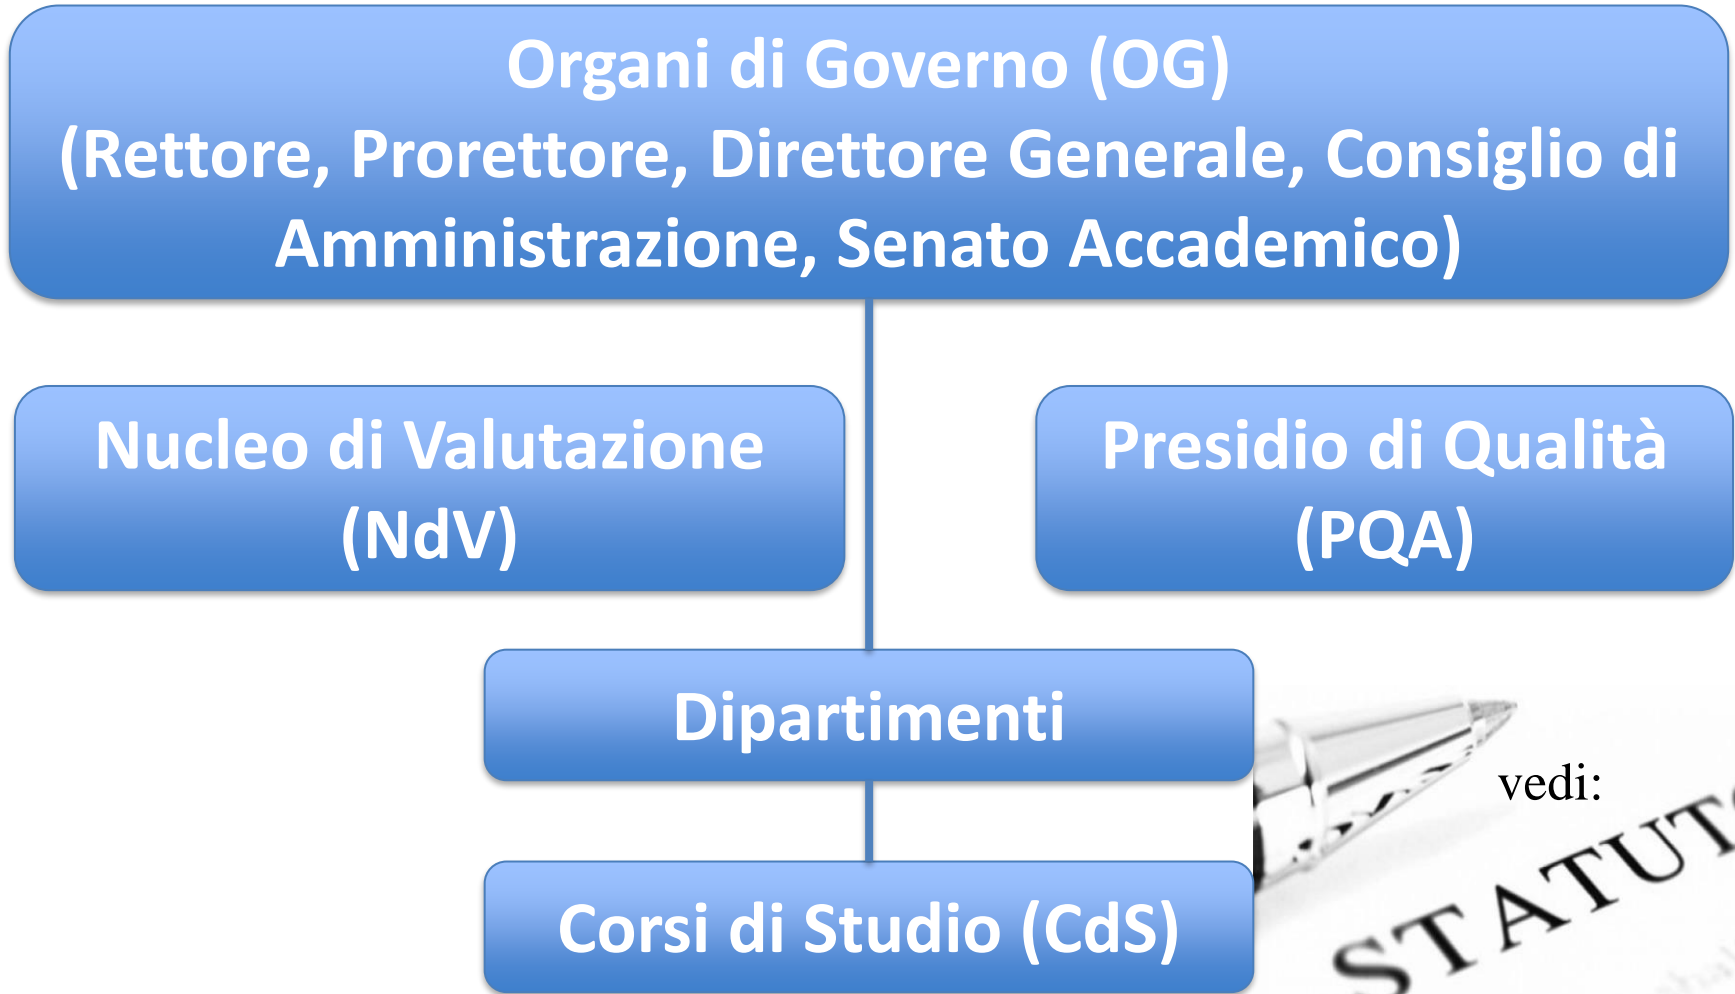 Organi di Governo (OG)
(Rettore, Prorettore, Direttore Generale, Consiglio di
Amministrazione, Senato Accademico)
Nucleo di Valutazione
(NdV)
Presidio di Qualità
(PQA)
Dipartimenti
vedi:
STATUT
Corsi di Studio (CdS)